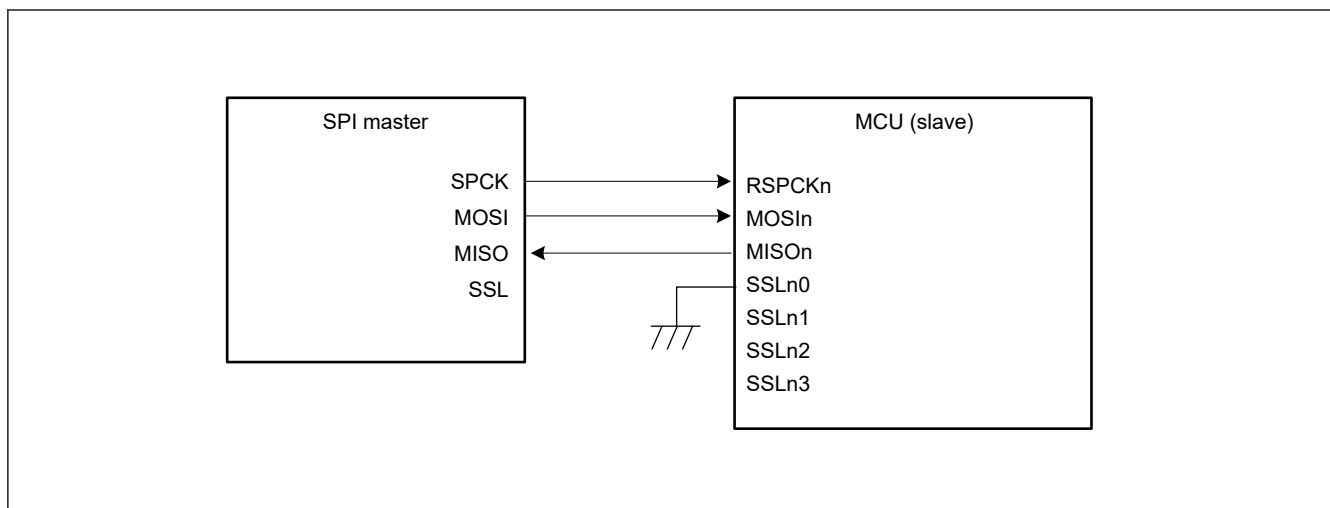 SPI master
SPCK
MOSI
MISO
SSL
MCU (slave)
RSPCKn
MOSIn
MISOn
SSLn0
SSLn1
SSLn2
SSLn3